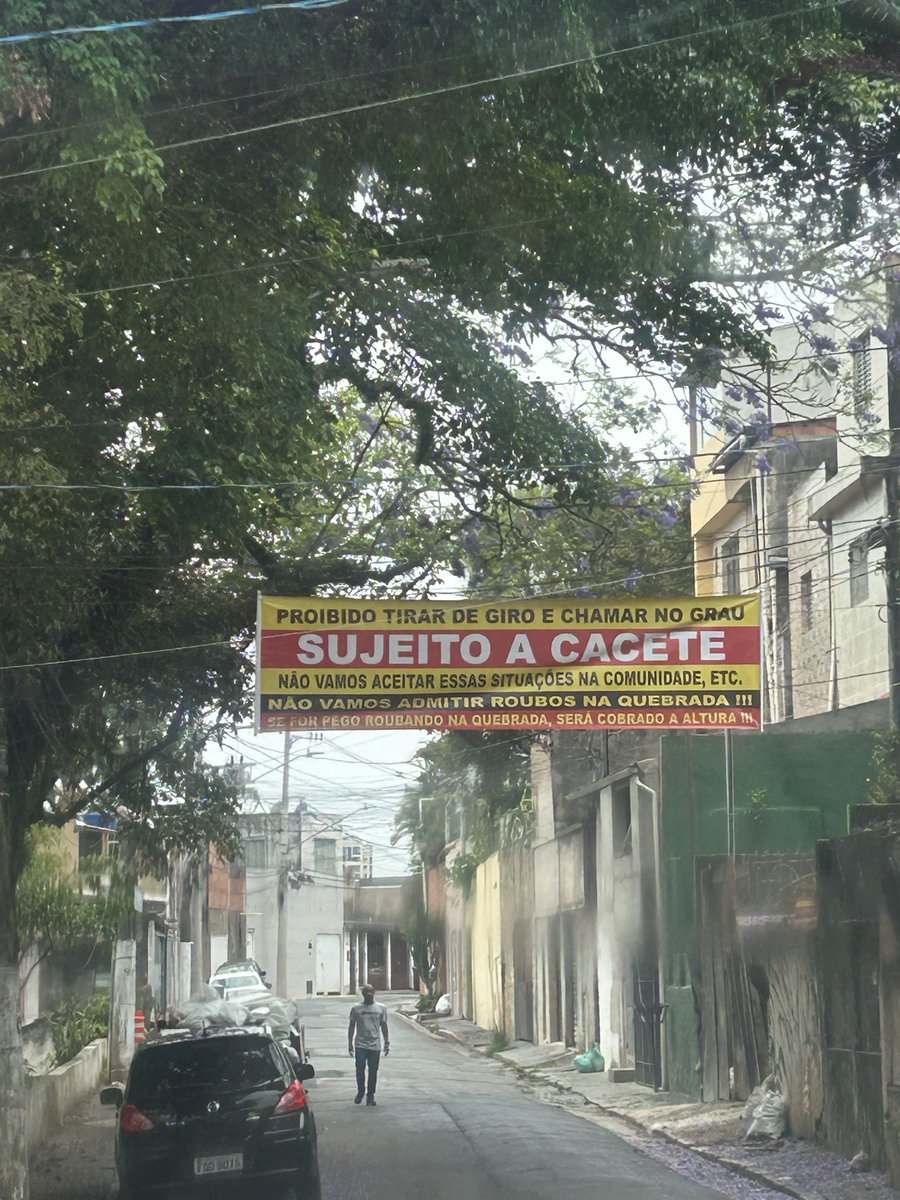 PROIBIDO TIRAR DE GIRO E CHAMAR NO GRAU
SUJEITO A CACETE
NÃO VAMOS ACEITAR ESSAS SITUAÇÕES NA COMUNIDADE, ETC.
NÃO VAMOS ADMITIR ROUBOS NA QUEBRADA !!!
SE FOR PEGO ROUBANDO NA QUEBRADA, SERÁ COBRADO A ALTURA !!!